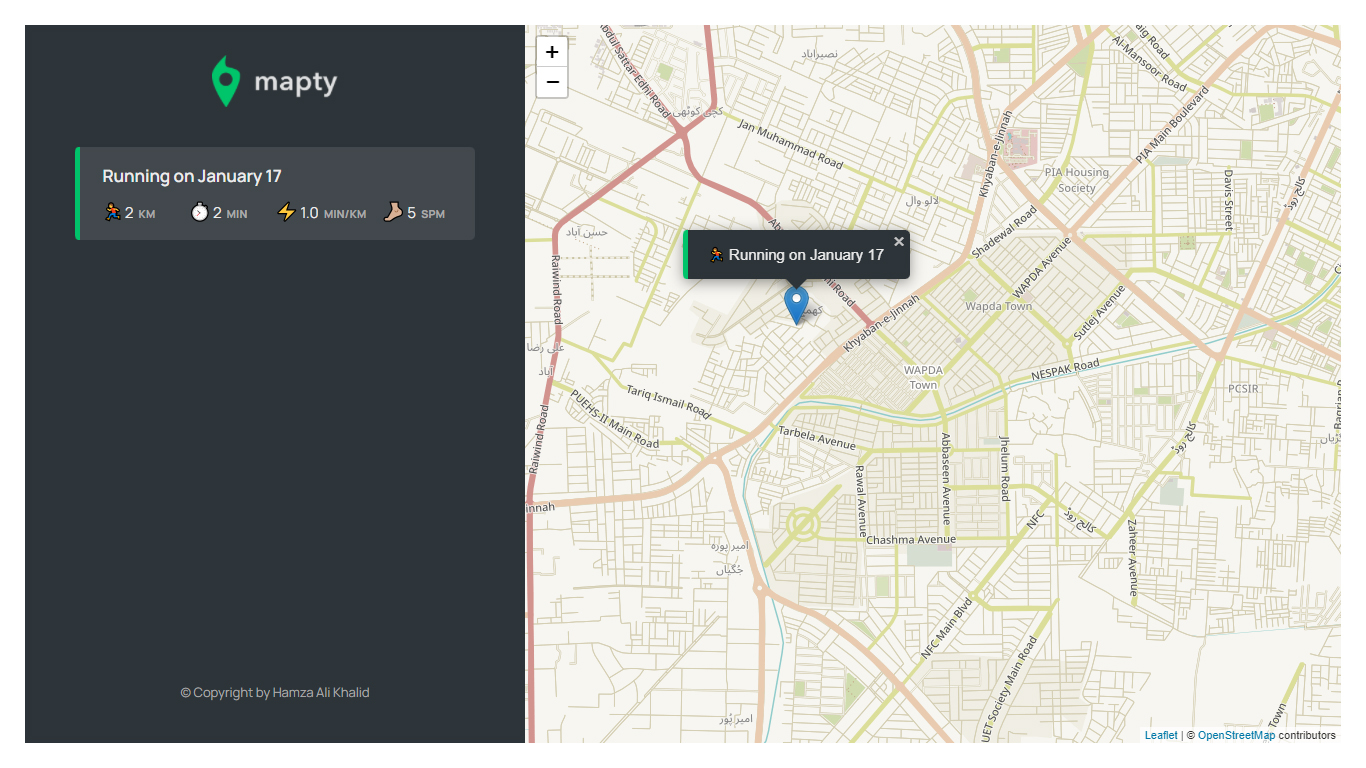 mapty
Running on January 17
2 KM
2 MIN
1.0 MIN/KM
5 SPM
© Copyright by Hamza Ali Khalid
+
−
Abdul Sattar Edhi Road
نصیرآباد
Al-Mansoor Road
کچی کوٹھی
Jan Muhammad Road
Khyaban-e-Jinnah
PIA Main Boulevard
PIA Housing
Society
Davis Street
کالج روڈ
لالو وال
حسن آباد
Shadewal Road
Running on January 17
×
Raiwind Road
WAPDA Avenue
Wapda Town
Sutlej Avenue
Khyaban-e-Jinnah
علی رضا
آباد
WAPDA
Town
NESPAK Road
PCSIR
Tariq Ismail Road
PUEHS-II Main Road
Raiwind Road
Tarbela Avenue
Abbaseen Avenue
Jhelum Road
کالج روڈ
Rawal Avenue
NFC
کالج روڈ
Zaheer Avenue
Chashma Avenue
امیر پورہ
جُگیاں
NFC Main Blvd
UET Society Main Road
امیر پُور
Town
Leaflet | © OpenStreetMap contributors